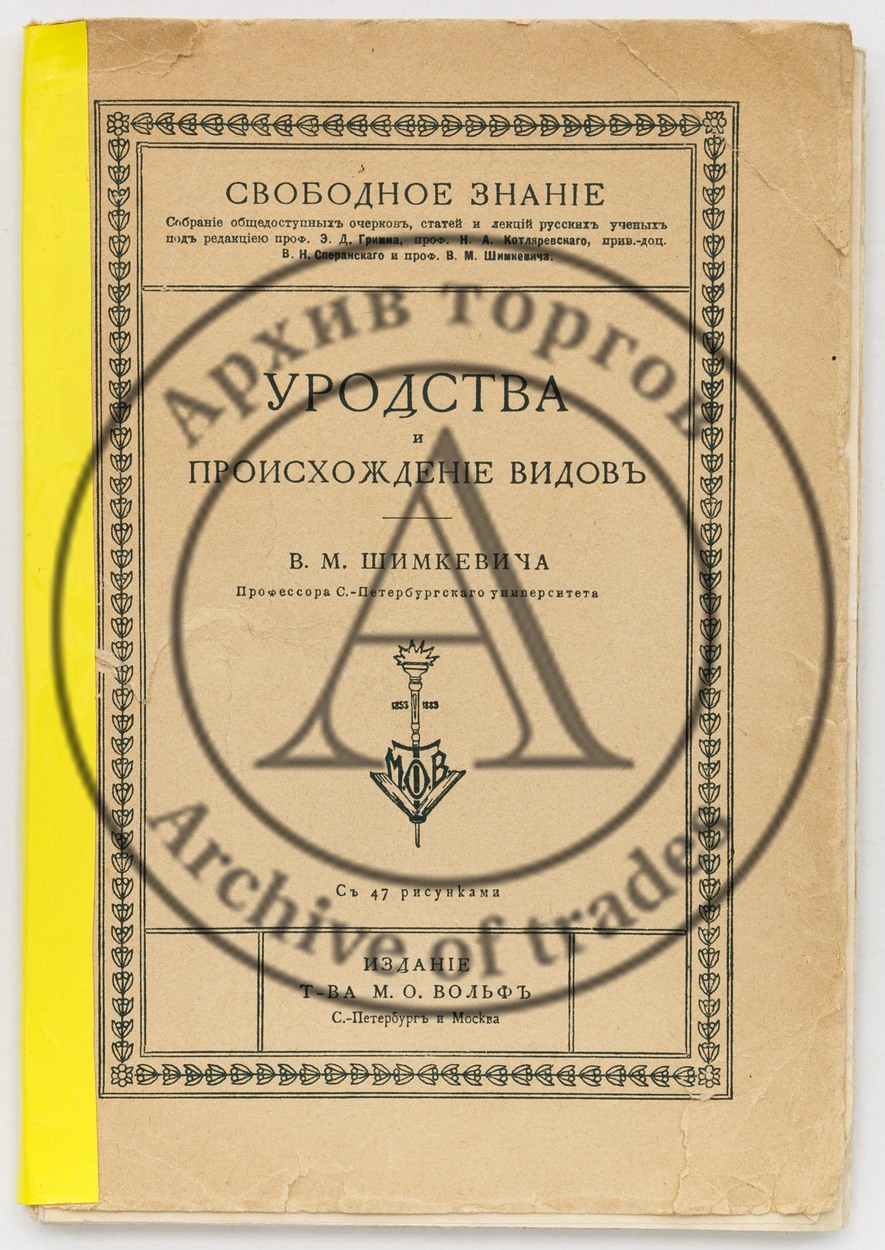 СВОБОДНОЕ ЗНАНІЕ
Собраніе общедоступныхъ очерковъ, статей и лекцій русскихъ ученыхъ
подъ редакціею проф. Э. Д. Гримма, проф. Н. А. Котляревскаго, прив.-доц.
В. Н. Сперанскаго и проф. В. М. Шимкевича.
Архив торгов
УРОДСТВА
и
ПРОИСХОЖДЕНІЕ ВИДОВЪ
В. М. ШИМКЕВИЧА
Профессора С.-Петербургскаго университета
А
1853 1883
М.О.В.
Съ 47 рисунками
Archive of trades
ИЗДАНІЕ
Т-ВА М. О. ВОЛЬФЪ
С.-Петербургъ и Москва